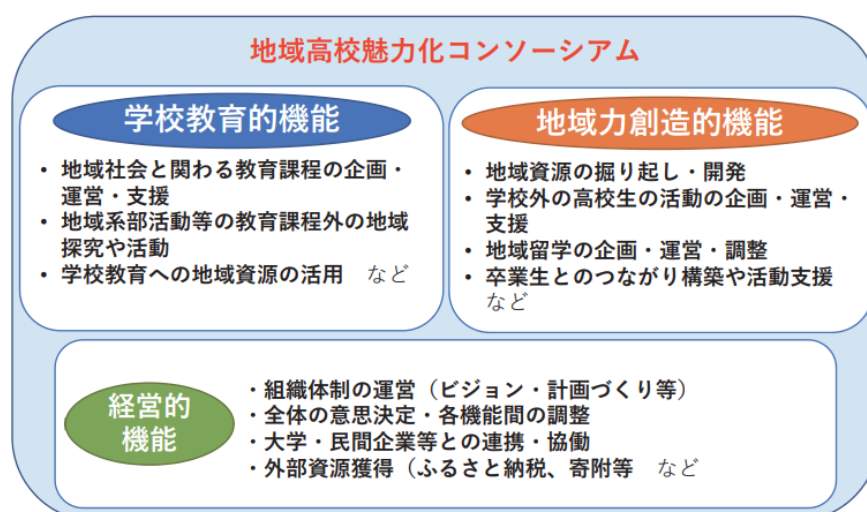 地域高校魅力化コンソーシアム
学校教育的機能
• 地域社会と関わる教育課程の企画・
運営・支援
• 地域系部活動等の教育課程外の地域
探究や活動
• 学校教育への地域資源の活用　など
地域力創造的機能
• 地域資源の掘り起し・開発
• 学校外の高校生の活動の企画・運営・
支援
• 地域留学の企画・運営・調整
• 卒業生とのつながり構築や活動支援
など
経営的
機能
・組織体制の運営（ビジョン・計画づくり等）
・全体の意思決定・各機能間の調整
・大学・民間企業等との連携・協働
・外部資源獲得（ふるさと納税、寄附等　など